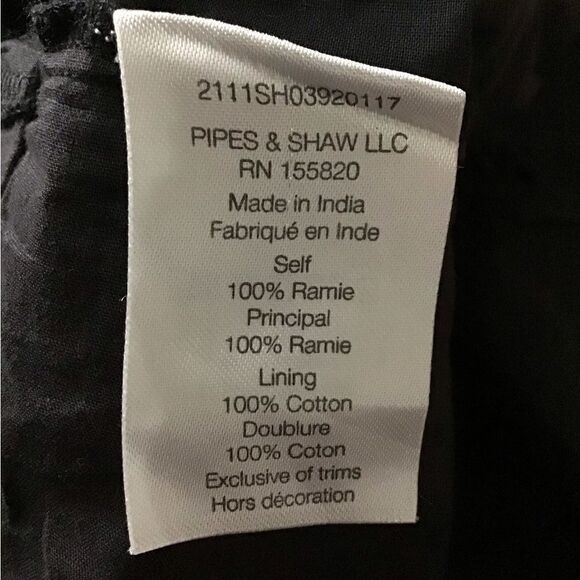 2111SH03920117
PIPES & SHAW LLC
RN 155820
Made in India
Fabriqué en Inde
Self
100% Ramie
Principal
100% Ramie
Lining
100% Cotton
Doublure
100% Coton
Exclusive of trims
Hors décoration